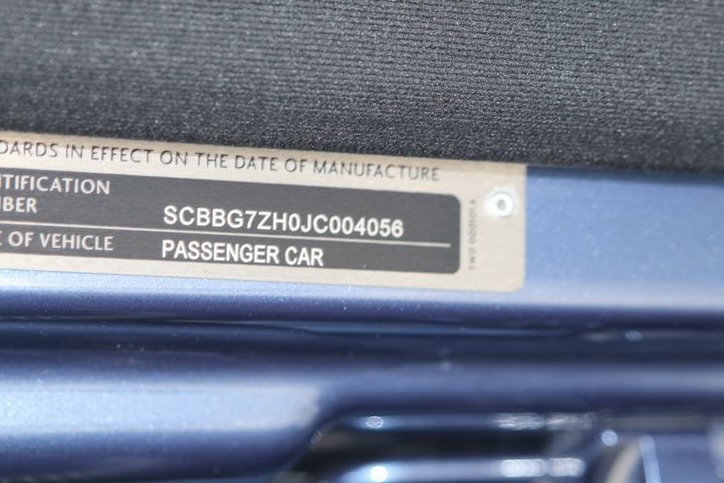 DARDS IN EFFECT ON THE DATE OF MANUFACTURE
TIFICATION
BER
SCBBG7ZH0JC004056
E OF VEHICLE
PASSENGER CAR